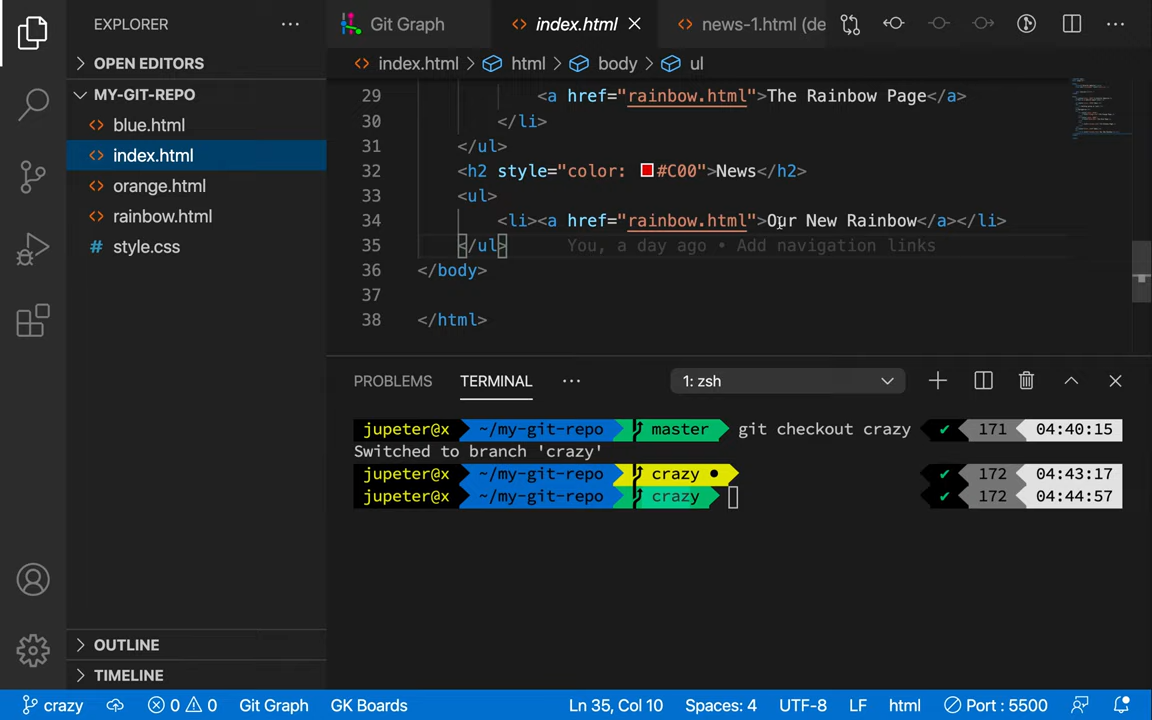 EXPLORER
Git Graph
index.html
news-1.html (de
OPEN EDITORS
MY-GIT-REPO
blue.html
index.html
orange.html
rainbow.html
# style.css
index.html > html > body > ul
29 <a href="rainbow.html">The Rainbow Page</a>
30 </li>
31 </ul>
32 <h2 style="color: #C00">News</h2>
33 <ul>
34 <li><a href="rainbow.html">Our New Rainbow</a></li>
35 </ul> You, a day ago • Add navigation links
36 </body>
37
38 </html>
PROBLEMS TERMINAL ··· 1: zsh
jupeter@x ~/my-git-repo master git checkout crazy ✔ 171 04:40:15
Switched to branch 'crazy'
jupeter@x ~/my-git-repo crazy ● ✔ 172 04:43:17
jupeter@x ~/my-git-repo crazy ✔ 172 04:44:57
OUTLINE
TIMELINE
crazy 0 0 Git Graph GK Boards Ln 35, Col 10 Spaces: 4 UTF-8 LF html Port : 5500